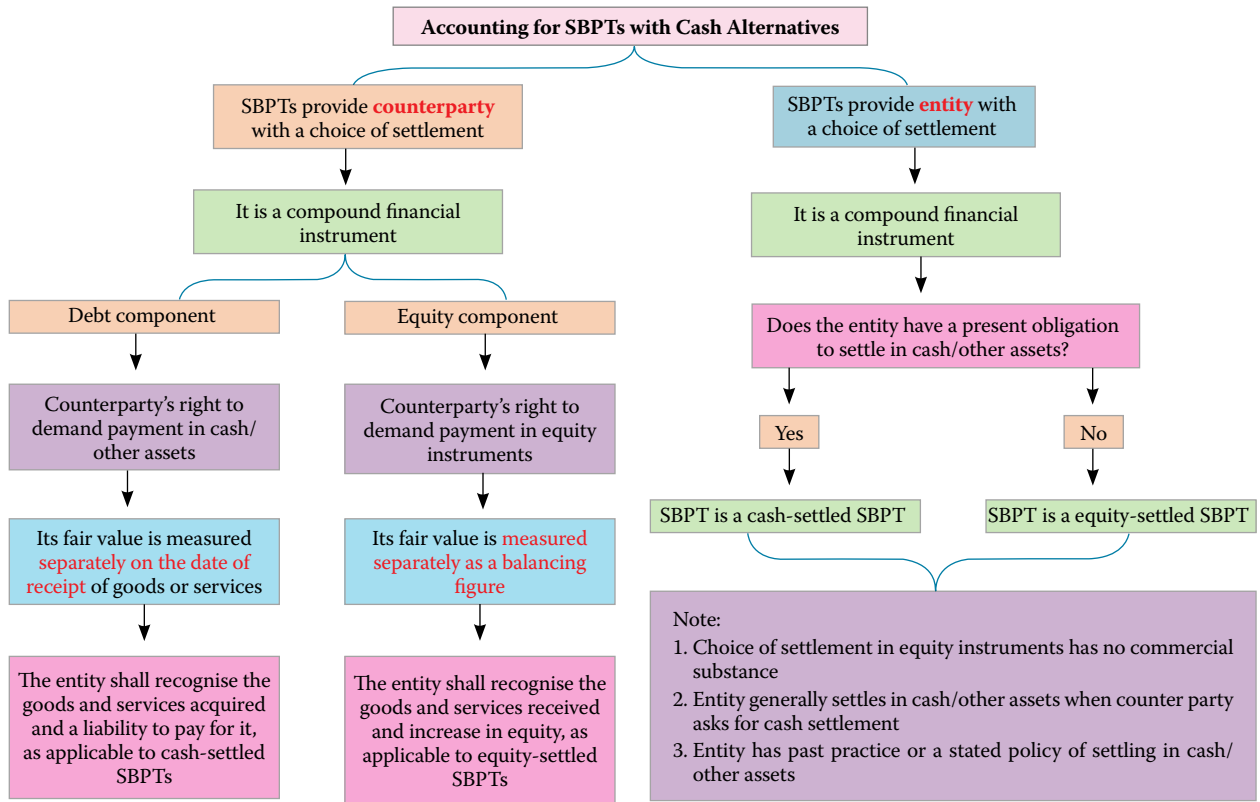 Accounting for SBPTs with Cash Alternatives
SBPTs provide counterparty
with a choice of settlement
It is a compound financial
instrument
Debt component
Counterparty's right to
demand payment in cash/
other assets
Its fair value is measured
separately on the date of
receipt of goods or services
The entity shall recognise the
goods and services acquired
and a liability to pay for it,
as applicable to cash-settled
SBPTs
Equity component
Counterparty's right to
demand payment in equity
instruments
Its fair value is measured
separately as a balancing
figure
The entity shall recognise the
goods and services received
and increase in equity, as
applicable to equity-settled
SBPTs
SBPTs provide entity with
a choice of settlement
It is a compound financial
instrument
Does the entity have a present obligation
to settle in cash/other assets?
Yes
SBPT is a cash-settled SBPT
No
SBPT is a equity-settled SBPT
Note:
1. Choice of settlement in equity instruments has no commercial
substance
2. Entity generally settles in cash/other assets when counter party
asks for cash settlement
3. Entity has past practice or a stated policy of settling in cash/
other assets